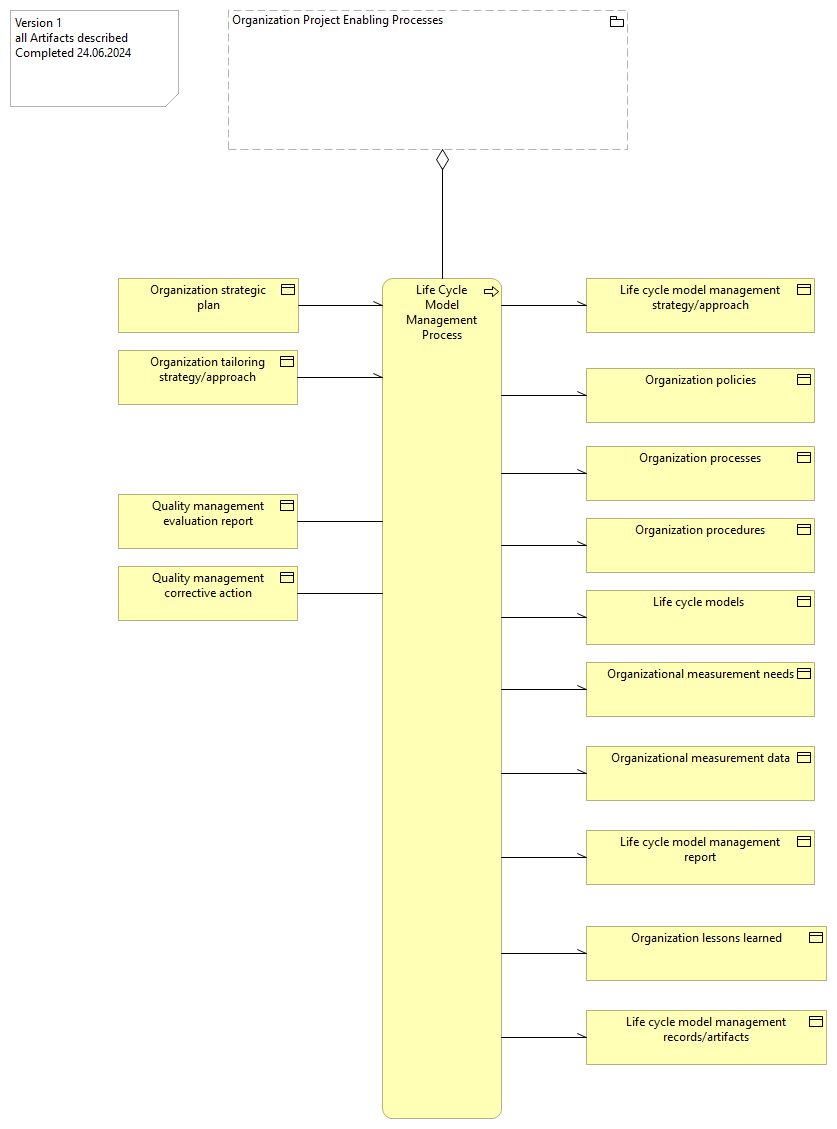 Version 1
all Artifacts described
Completed 24.06.2024
Organization Project Enabling Processes
Life Cycle
Model
Management
Process
Organization strategic
plan
Organization tailoring
strategy/approach
Quality management
evaluation report
Quality management
corrective action
Life cycle model management
strategy/approach
Organization policies
Organization processes
Organization procedures
Life cycle models
Organizational measurement needs
Organizational measurement data
Life cycle model management
report
Organization lessons learned
Life cycle model management
records/artifacts